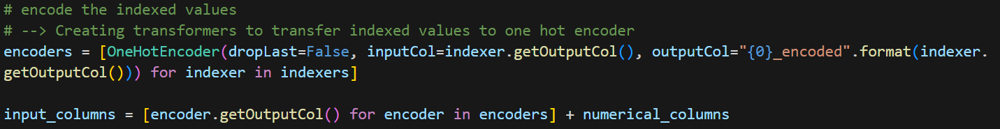 # encode the indexed values
# --> Creating transformers to transfer indexed values to one hot encoder
encoders = [OneHotEncoder(dropLast=False, inputCol=indexer.getOutputCol(), outputCol="{0}_encoded".format(indexer.
getOutputCol())) for indexer in indexers]
input_columns = [encoder.getOutputCol() for encoder in encoders] + numerical_columns